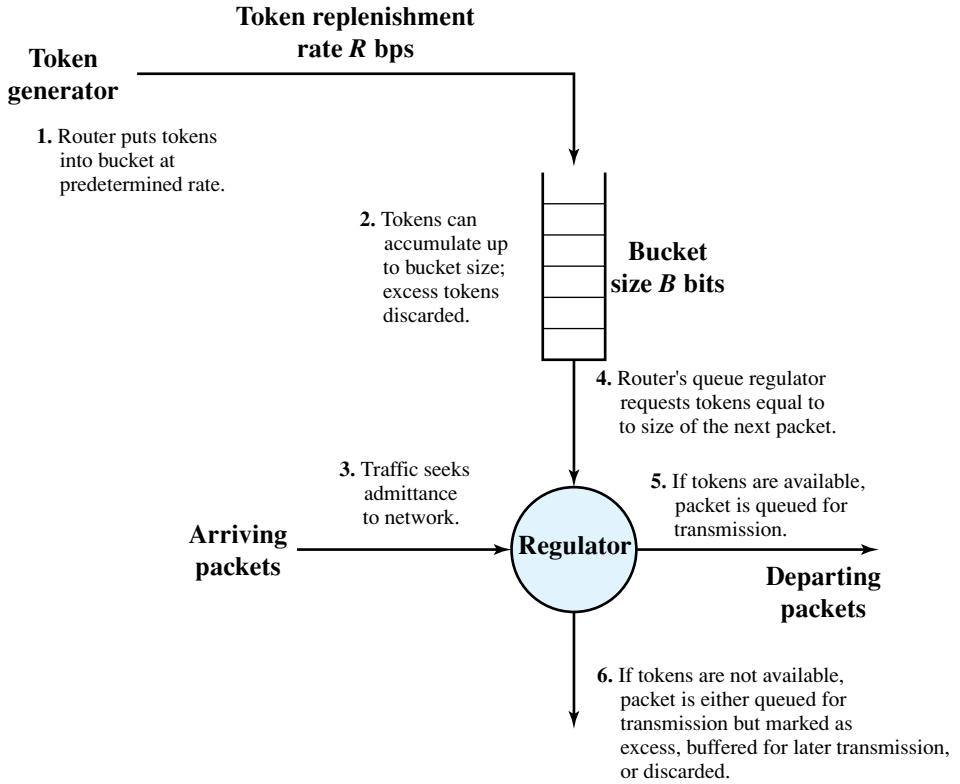 Token replenishment
rate R bps
Token
generator
1. Router puts tokens
into bucket at
predetermined rate.
2. Tokens can
accumulate up
to bucket size;
excess tokens
discarded.
Bucket
size B bits
4. Router's queue regulator
requests tokens equal to
to size of the next packet.
3. Traffic seeks
admittance
to network.
5. If tokens are available,
packet is queued for
transmission.
Arriving
packets
Regulator
Departing
packets
6. If tokens are not available,
packet is either queued for
transmission but marked as
excess, buffered for later transmission,
or discarded.